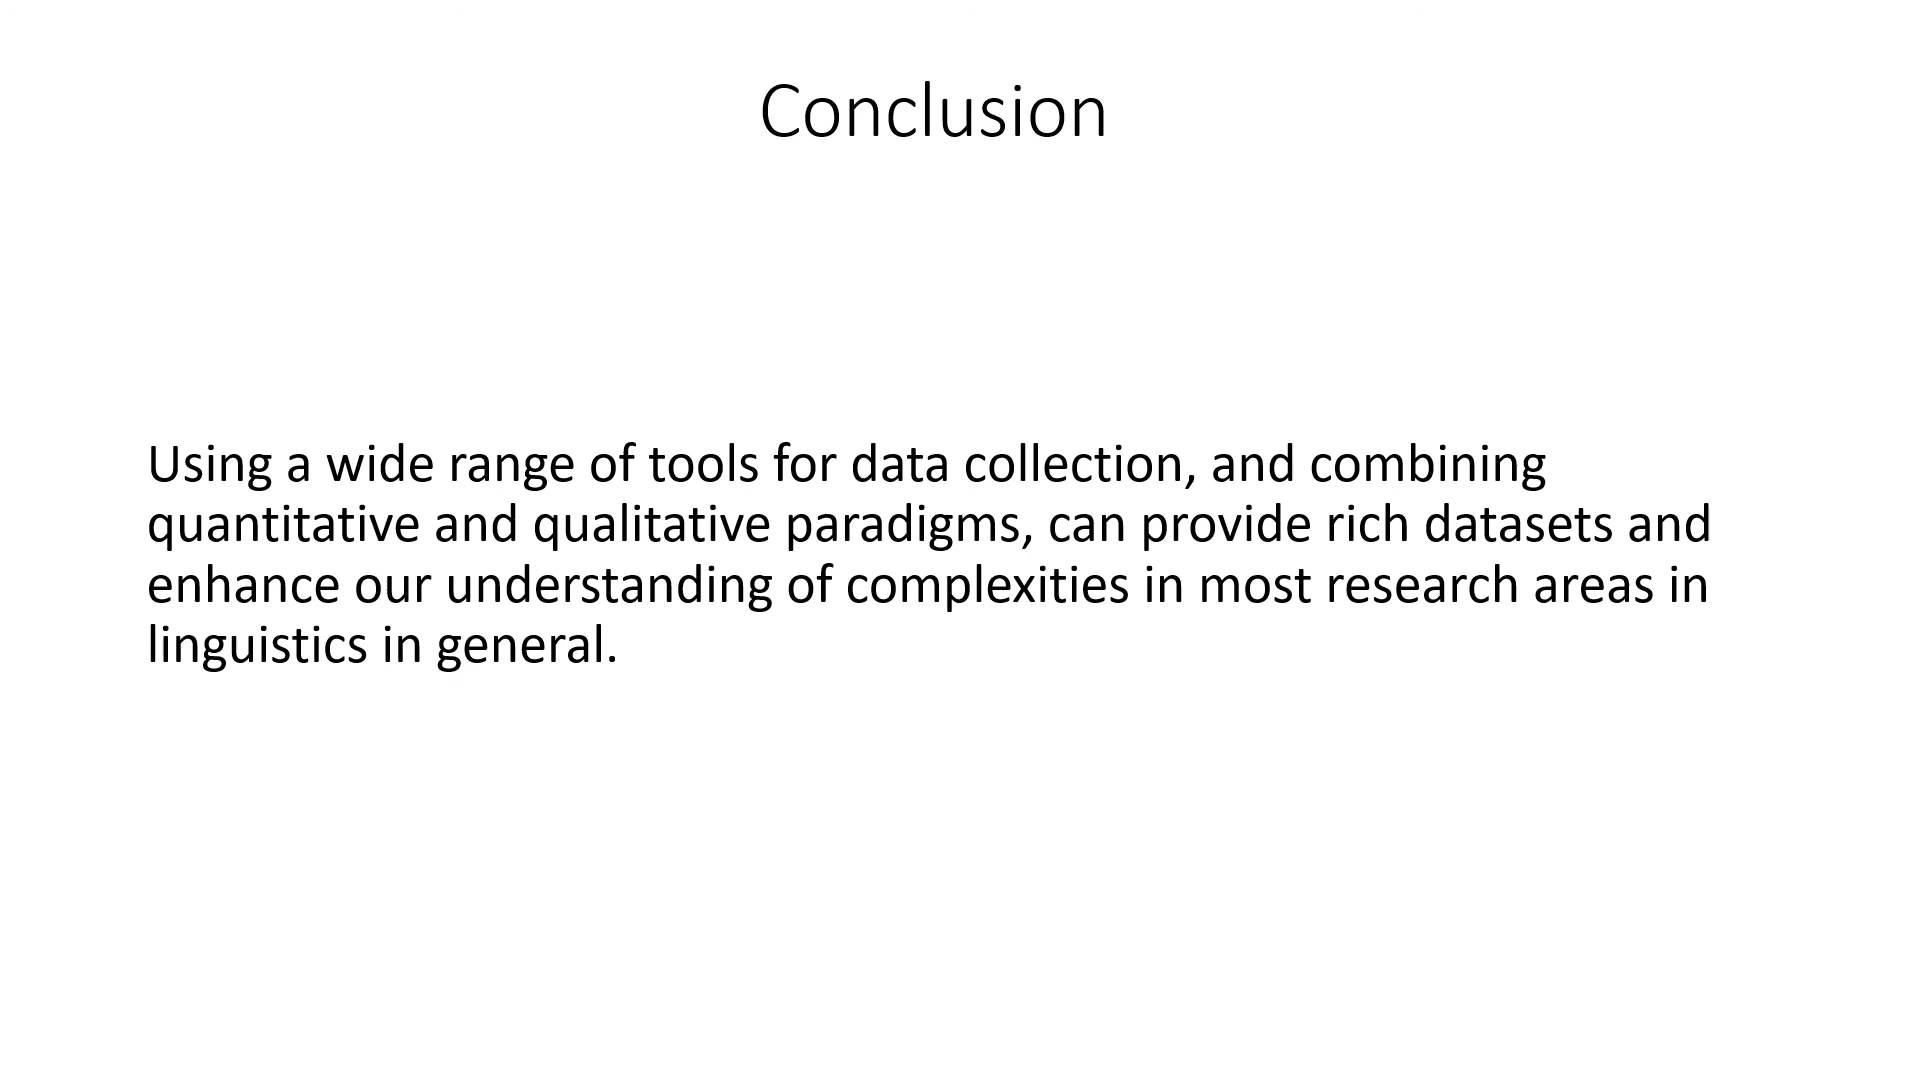 Conclusion
Using a wide range of tools for data collection, and combining
quantitative and qualitative paradigms, can provide rich datasets and
enhance our understanding of complexities in most research areas in
linguistics in general.